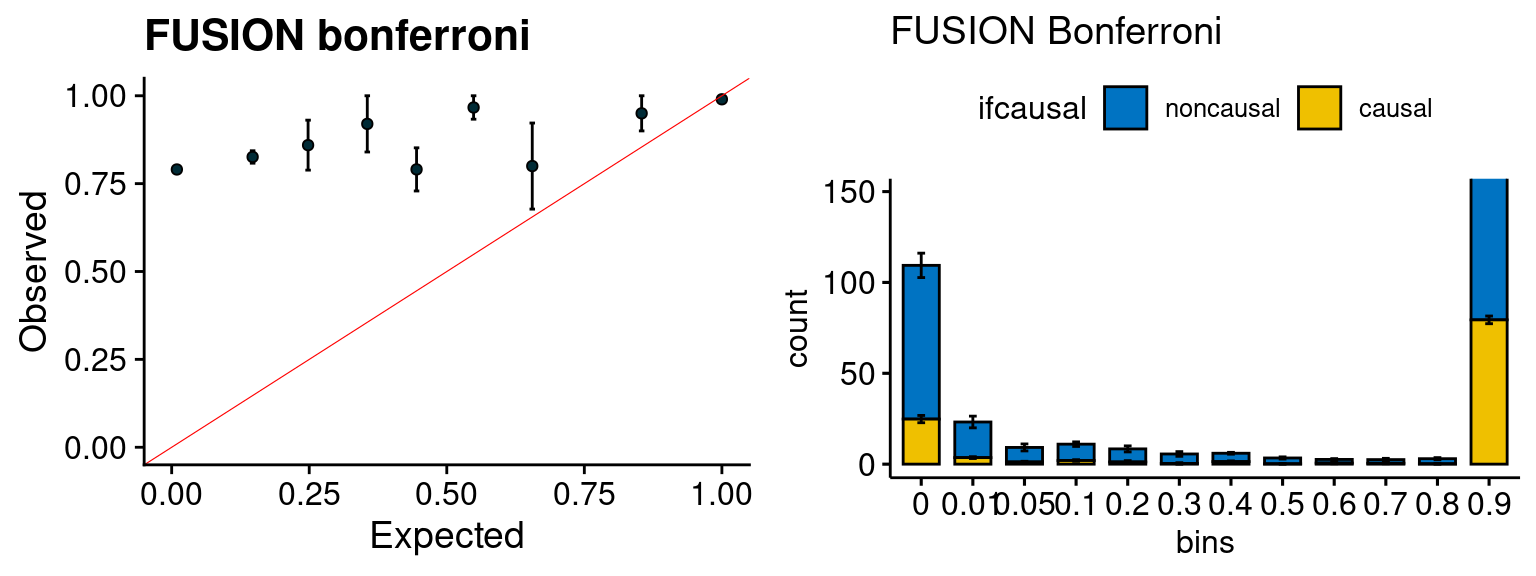 FUSION bonferroni
1.00
0.75
0.50
0.25
0.00
Observed
0.00 0.25 0.50 0.75 1.00
Expected
FUSION Bonferroni
ifcausal noncausal causal
150
100
50
0
count
0 0.01 0.05 0.1 0.2 0.3 0.4 0.5 0.6 0.7 0.8 0.9
bins